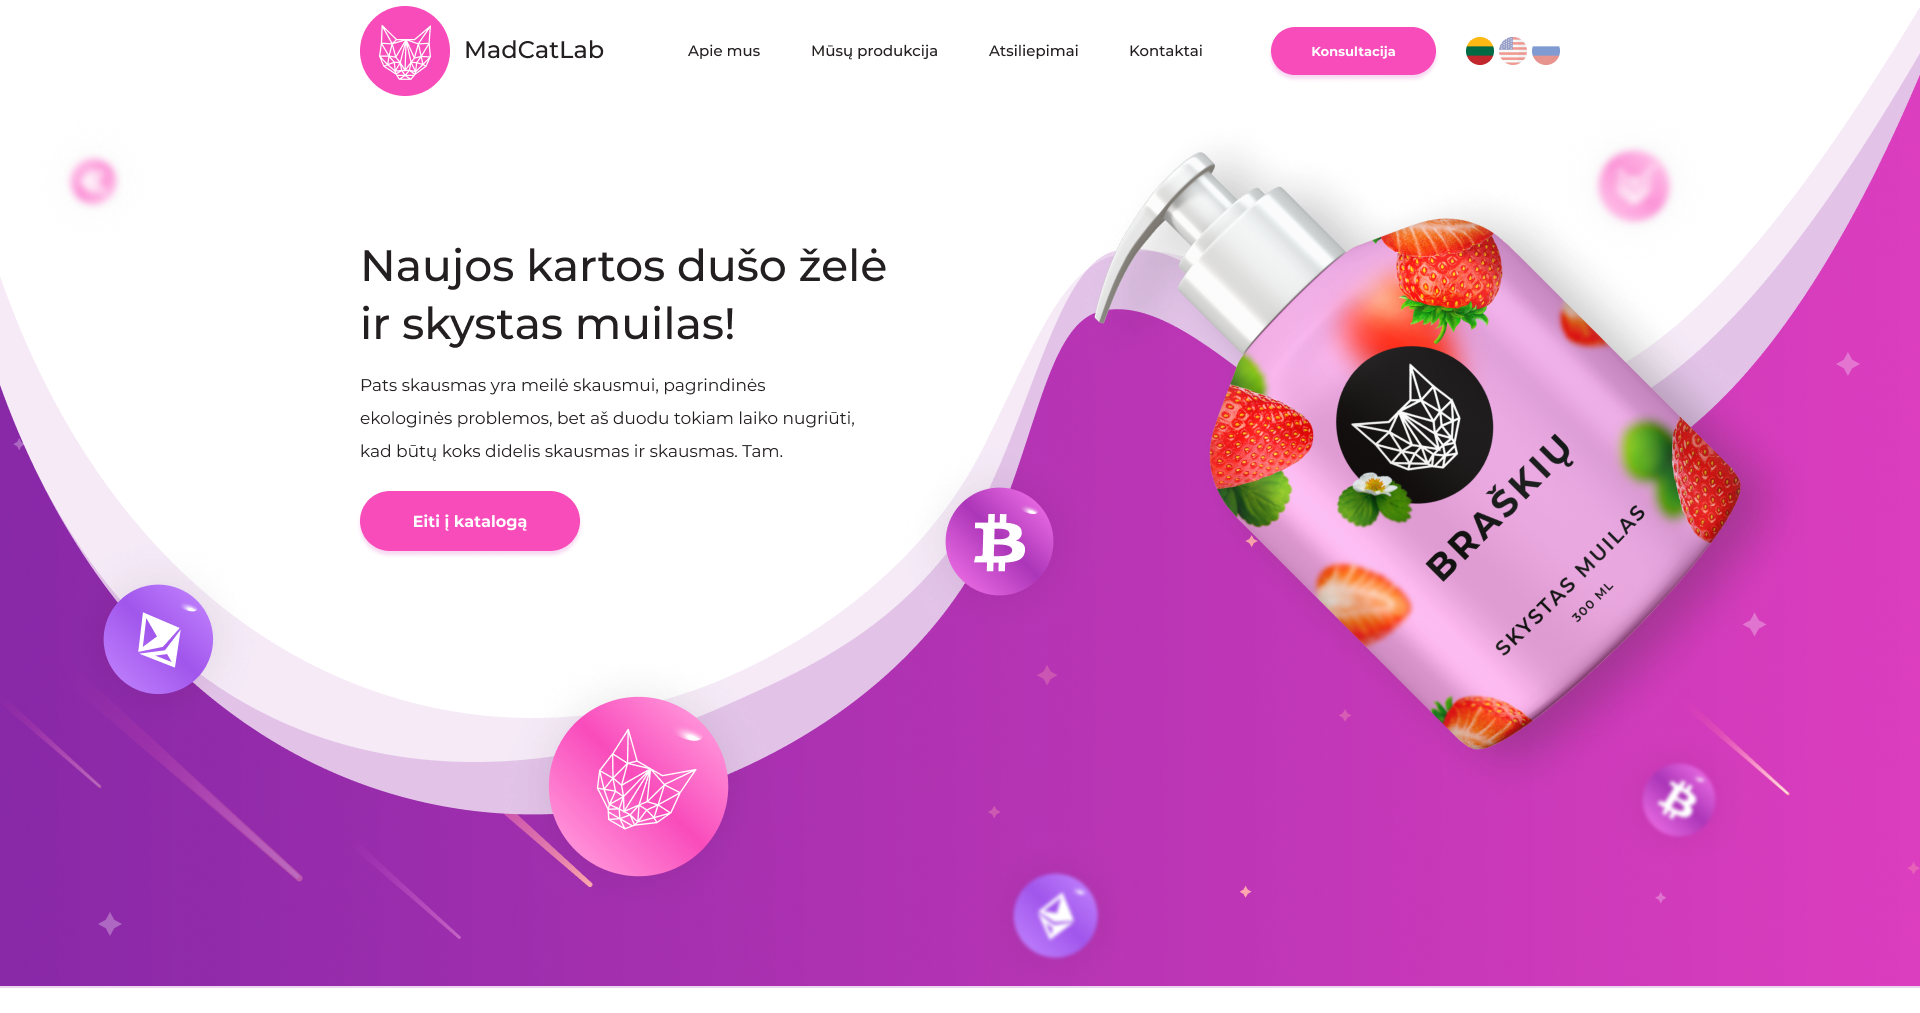 MadCatLab
Apie mus
Mūsų produkcija
Atsiliepimai
Kontaktai
Konsultacija
Naujos kartos dušo želė
ir skystas muilas!
Pats skausmas yra meilė skausmui, pagrindinės
ekologinės problemos, bet aš duodu tokiam laiko nugriūti,
kad būtų koks didelis skausmas ir skausmas. Tam.
Eiti į katalogą
BRAŠKIŲ
SKYSTAS MUILAS
300 ML